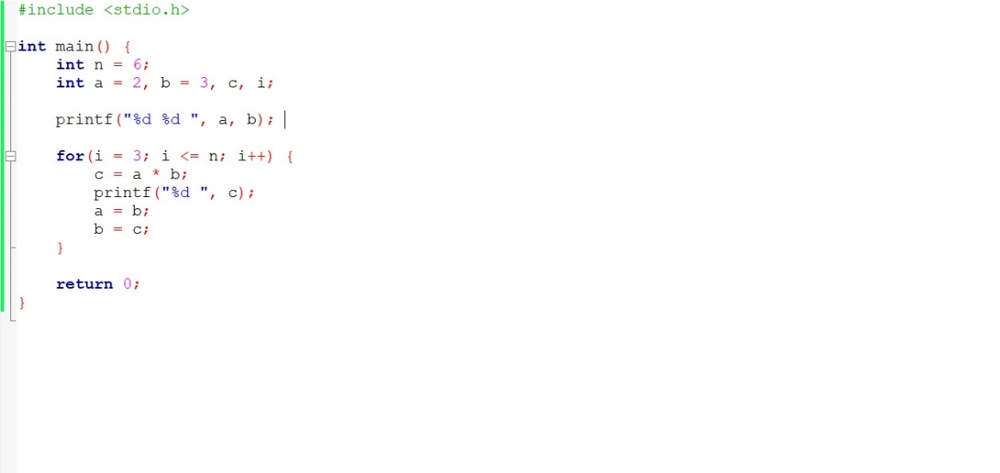 #include <stdio.h>
int main() {
int n = 6;
int a = 2, b = 3, c, i;
printf("%d %d ", a, b);
for(i = 3; i <= n; i++) {
c = a * b;
printf("%d ", c);
a = b;
b = c;
}
return 0;
}